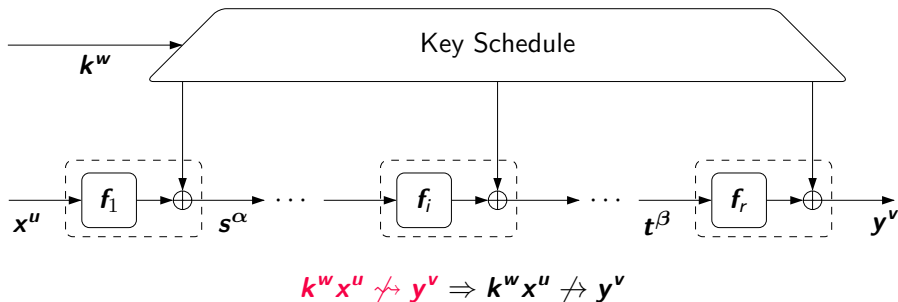 Key Schedule
k^w
f_1 f_i f_r
x^u s^α · · · · · · t^β y^v
k^w x^u ⇝̸ y^v ⇒ k^w x^u ↛ y^v